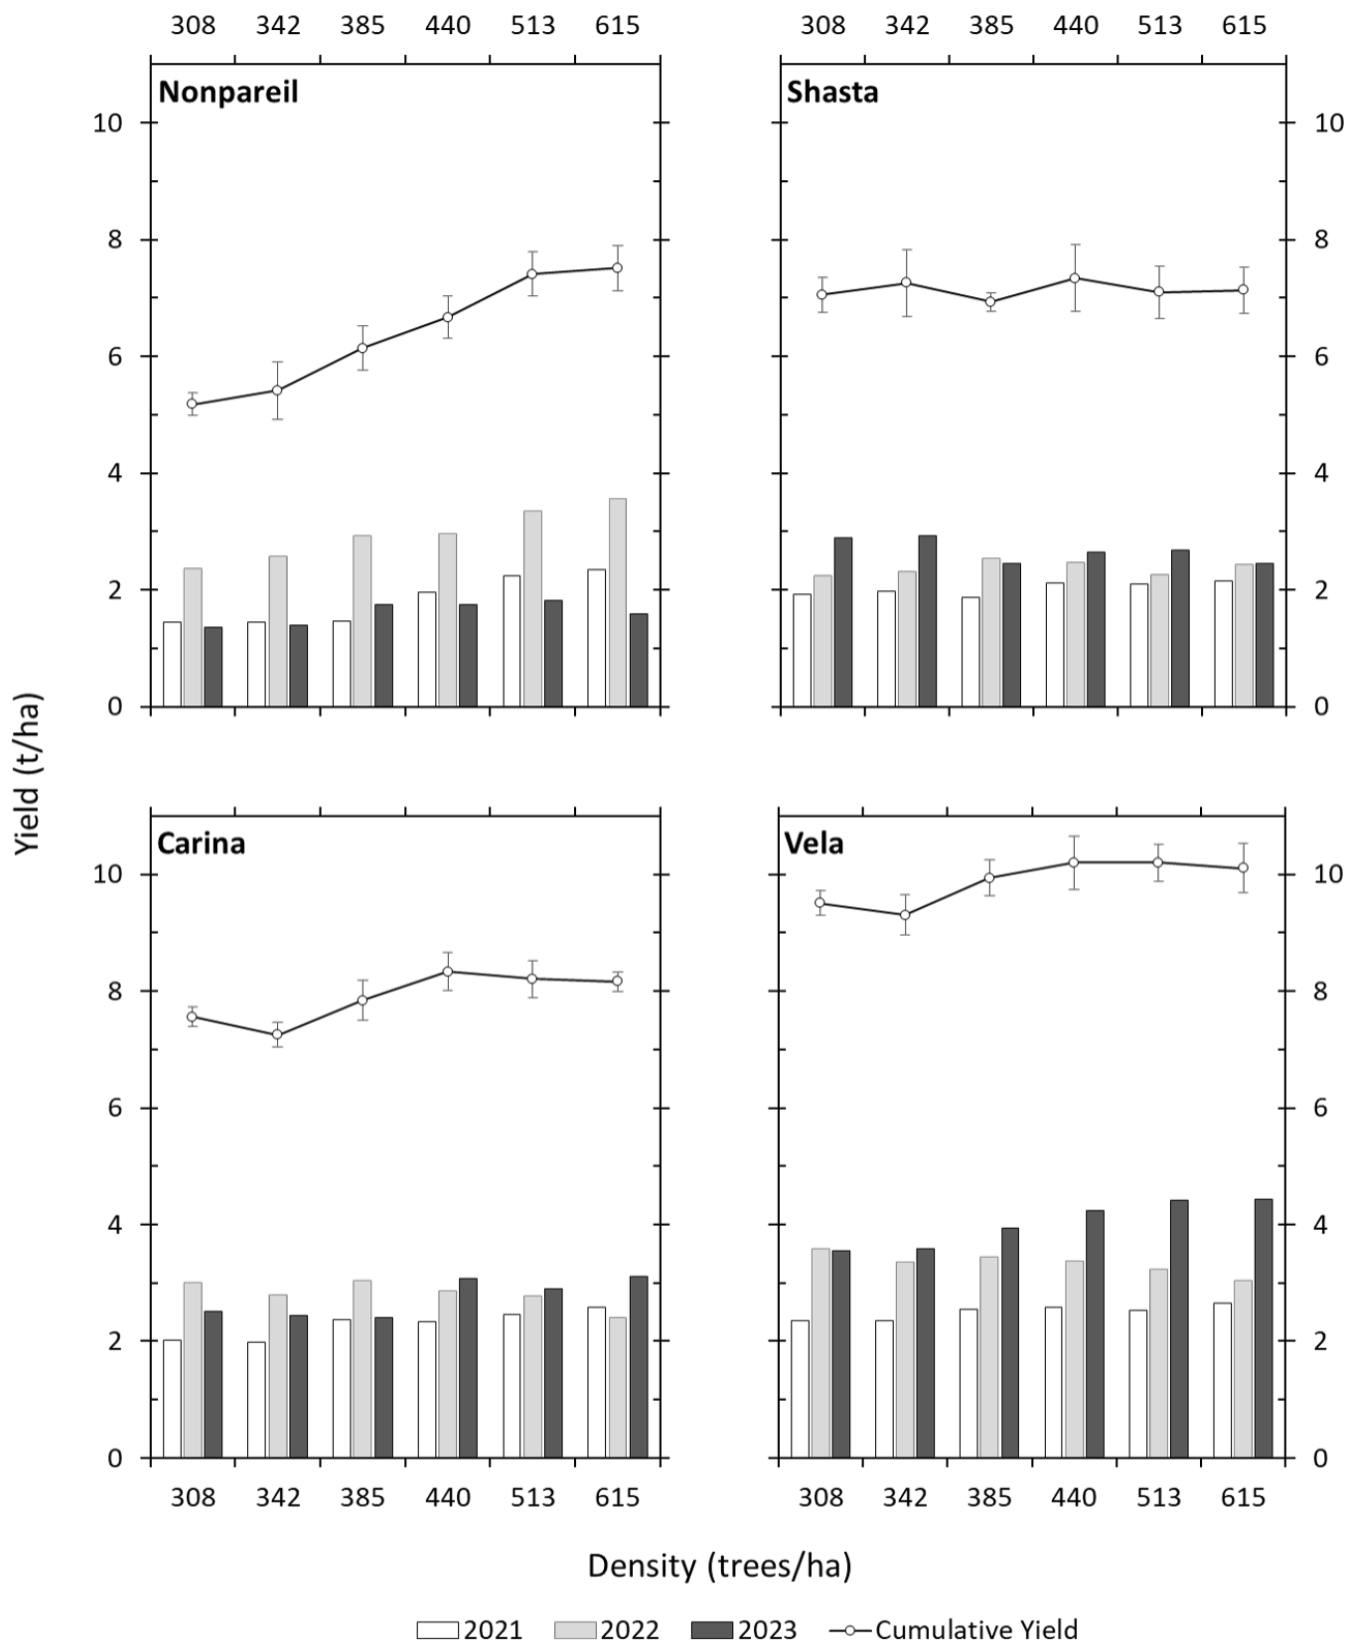 308 342 385 440 513 615 308 342 385 440 513 615
Nonpareil Shasta
10 10
8 8
6 6
4 4
2 2
0 0
Yield (t/ha)
Carina Vela
10 10
8 8
6 6
4 4
2 2
0 0
308 342 385 440 513 615 308 342 385 440 513 615
Density (trees/ha)
2021 2022 2023 Cumulative Yield